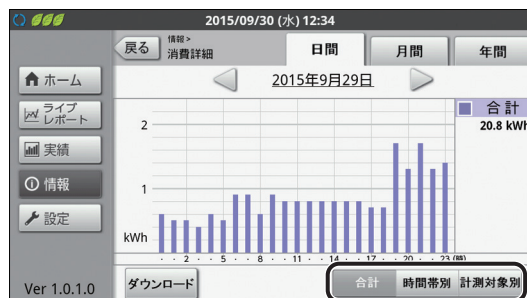 2015/09/30 (水) 12:34
戻る
情報 >
消費詳細
日間
月間
年間
ホーム
ライブ
レポート
実績
情報
設定
Ver 1.0.1.0
2015年9月29日
合計
20.8 kWh
2
1
kWh
・・2・・5・・8・・11・・14・・17・・20・・23(時)
ダウンロード
合計
時間帯別
計測対象別